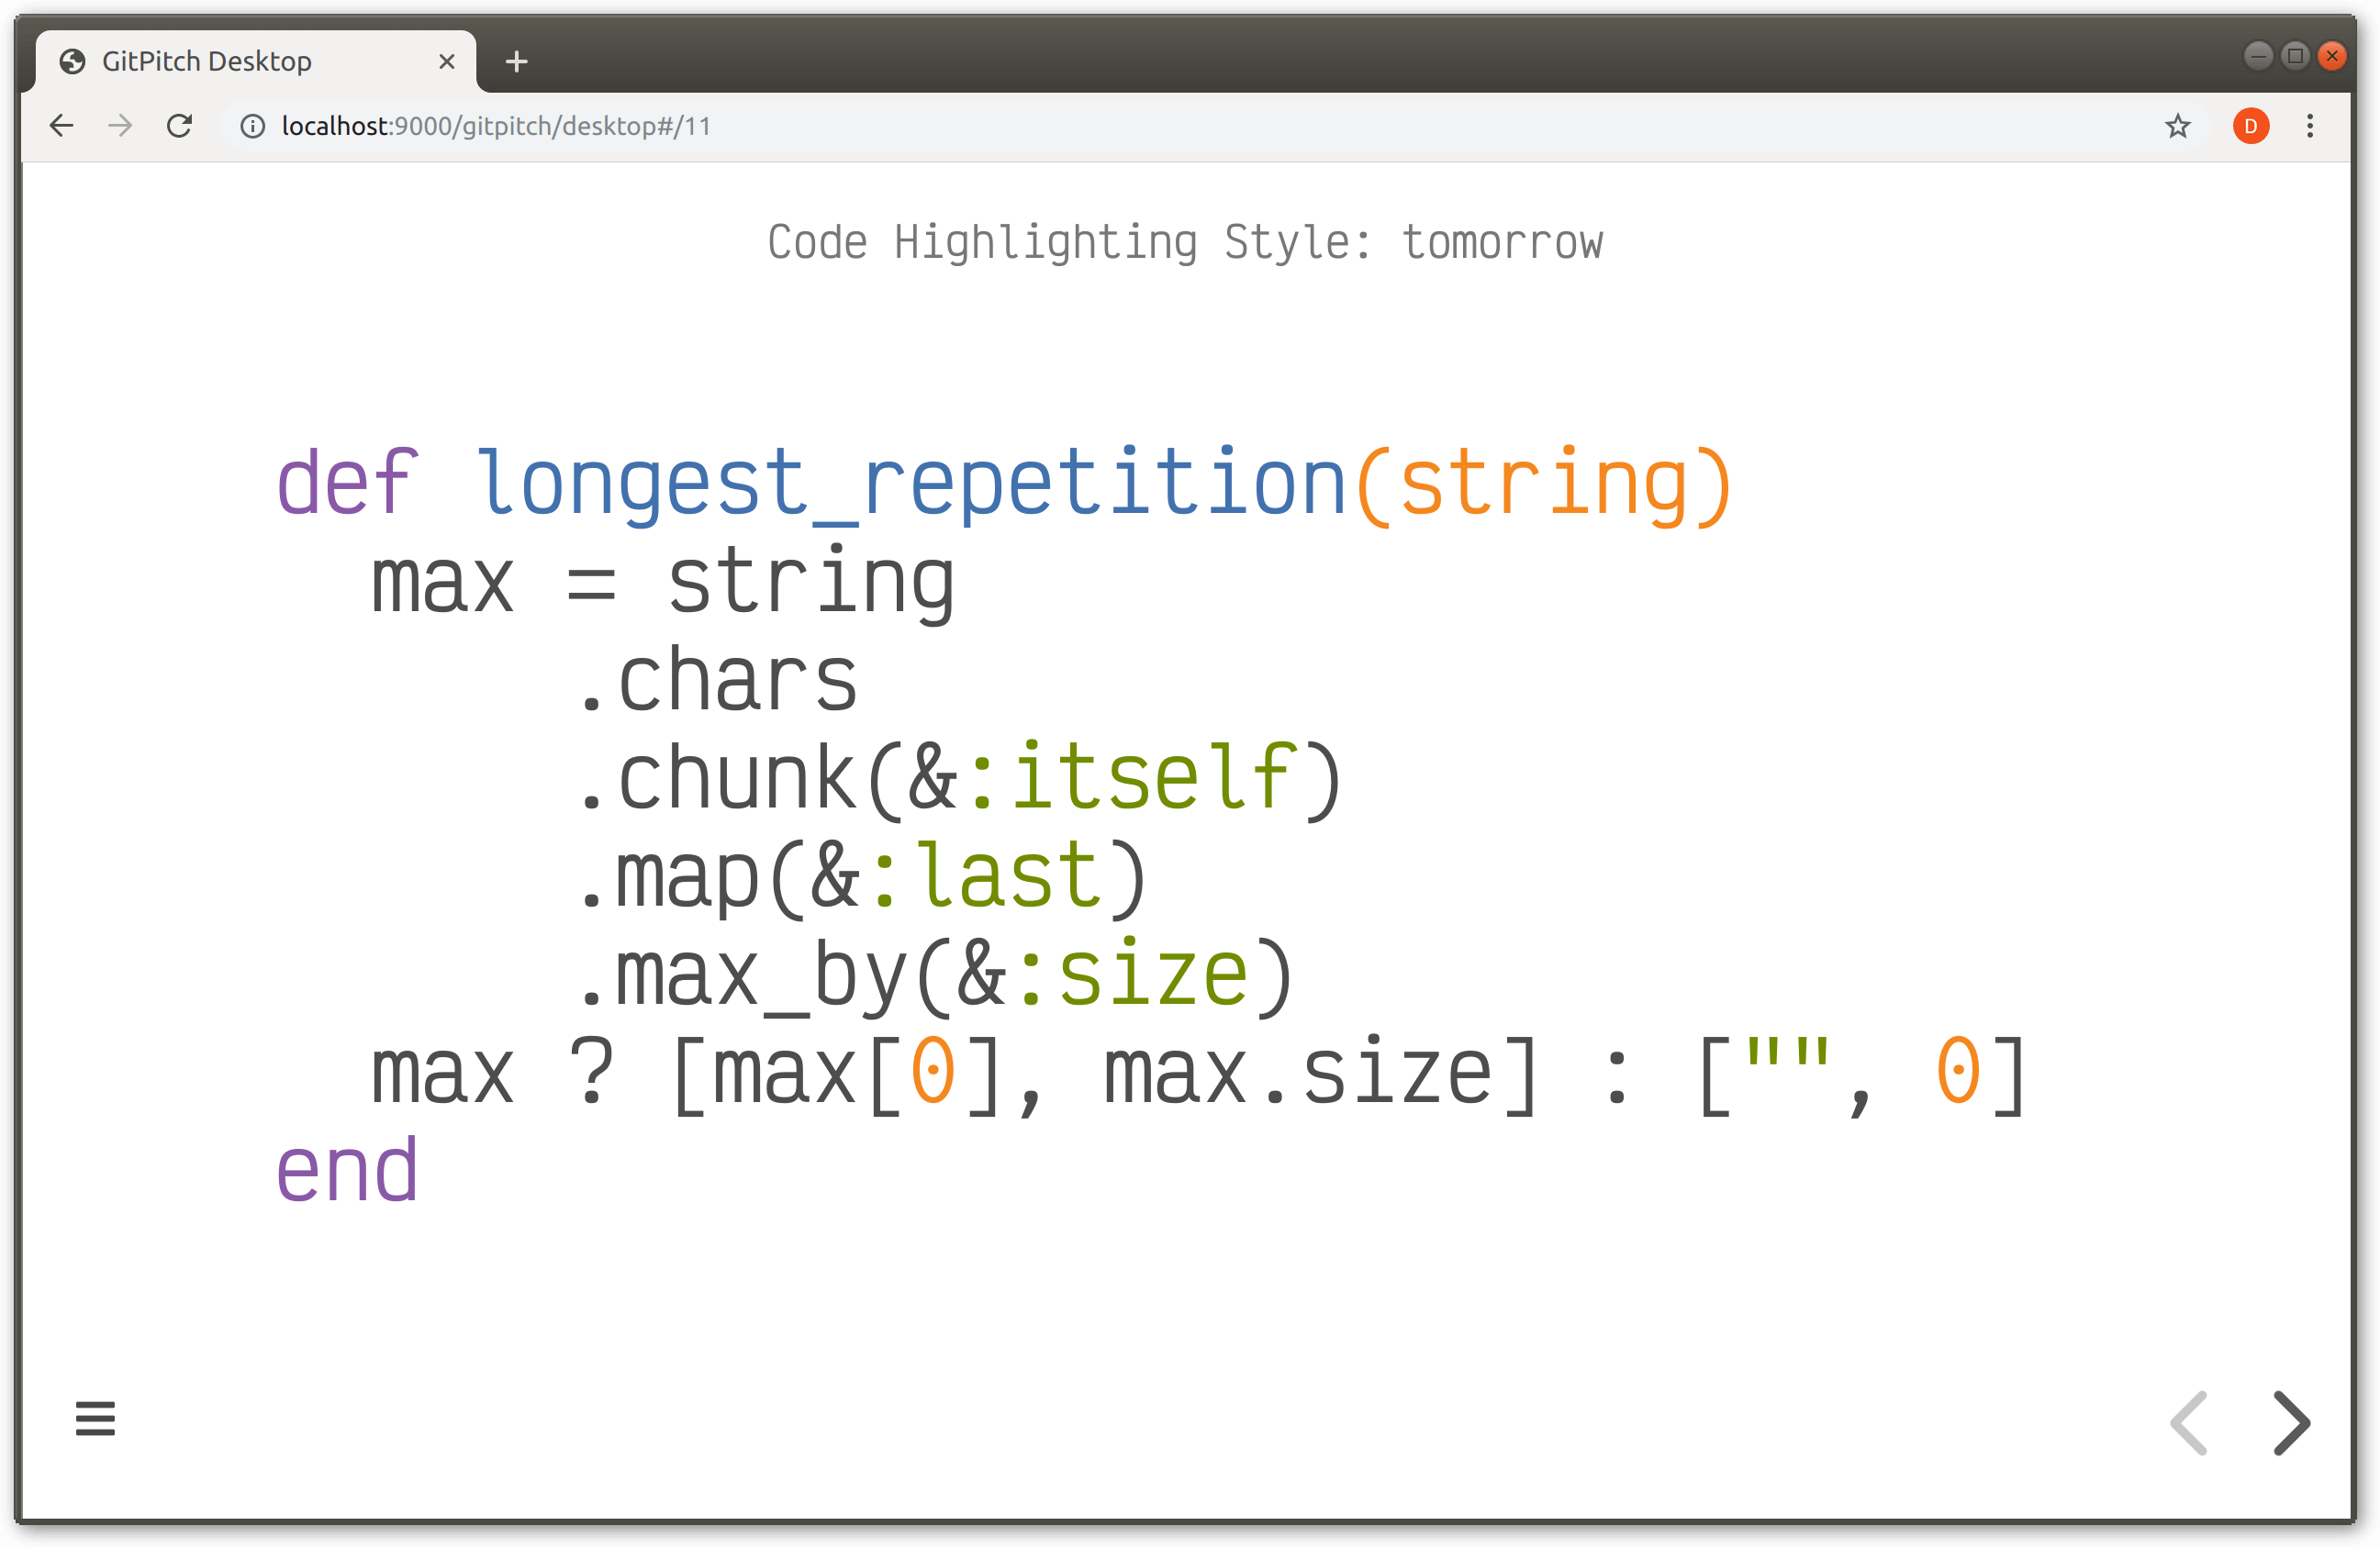 GitPitch Desktop
localhost:9000/gitpitch/desktop#/11
D
Code Highlighting Style: tomorrow
def longest_repetition(string)
  max = string
      .chars
      .chunk(&:itself)
      .map(&:last)
      .max_by(&:size)
  max ? [max[0], max.size] : ["", 0]
end